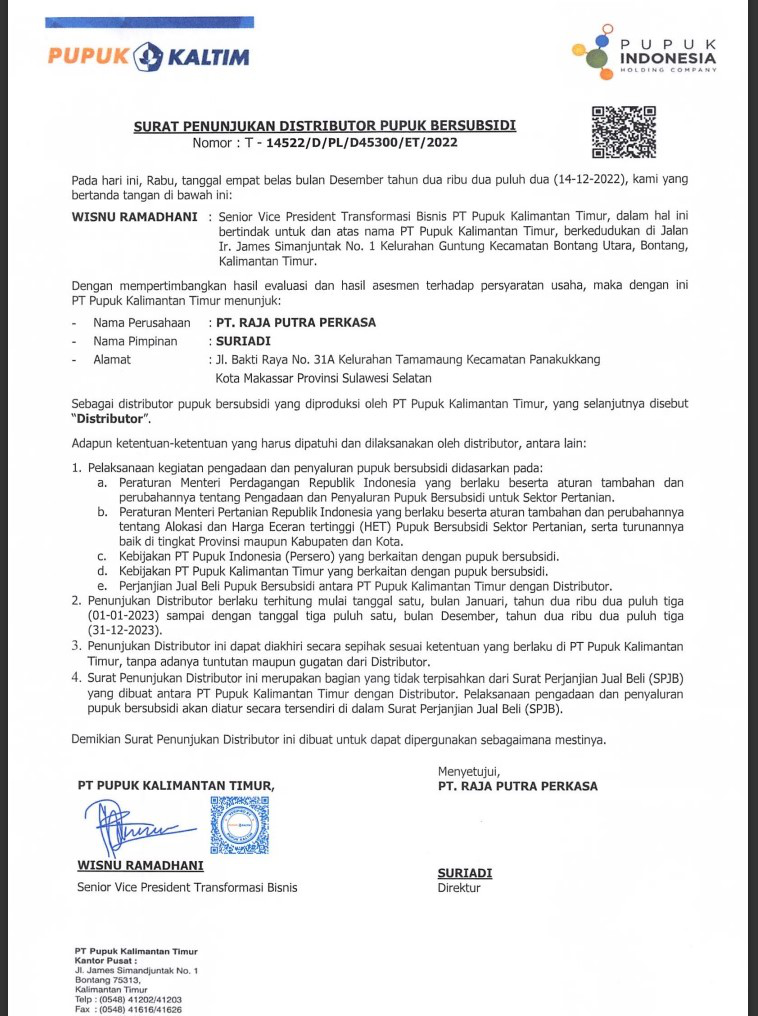 PUPUK KALTIM
PUPUK
INDONESIA
HOLDING COMPANY
SURAT PENUNJUKAN DISTRIBUTOR PUPUK BERSUBSIDI
Nomor : T - 14522/D/PL/D45300/ET/2022
Pada hari ini, Rabu, tanggal empat belas bulan Desember tahun dua ribu dua puluh dua (14-12-2022), kami yang
bertanda tangan di bawah ini:
WISNU RAMADHANI : Senior Vice President Transformasi Bisnis PT Pupuk Kalimantan Timur, dalam hal ini
bertindak untuk dan atas nama PT Pupuk Kalimantan Timur, berkedudukan di Jalan
Ir. James Simanjuntak No. 1 Kelurahan Guntung Kecamatan Bontang Utara, Bontang,
Kalimantan Timur.
Dengan mempertimbangkan hasil evaluasi dan hasil asesmen terhadap persyaratan usaha, maka dengan ini
PT Pupuk Kalimantan Timur menunjuk:
- Nama Perusahaan : PT. RAJA PUTRA PERKASA
- Nama Pimpinan : SURIADI
- Alamat : Jl. Bakti Raya No. 31A Kelurahan Tamamaung Kecamatan Panakukkang
Kota Makassar Provinsi Sulawesi Selatan
Sebagai distributor pupuk bersubsidi yang diproduksi oleh PT Pupuk Kalimantan Timur, yang selanjutnya disebut
"Distributor".
Adapun ketentuan-ketentuan yang harus dipatuhi dan dilaksanakan oleh distributor, antara lain:
1. Pelaksanaan kegiatan pengadaan dan penyaluran pupuk bersubsidi didasarkan pada:
a. Peraturan Menteri Perdagangan Republik Indonesia yang berlaku beserta aturan tambahan dan
perubahannya tentang Pengadaan dan Penyaluran Pupuk Bersubsidi untuk Sektor Pertanian.
b. Peraturan Menteri Pertanian Republik Indonesia yang berlaku beserta aturan tambahan dan perubahannya
tentang Alokasi dan Harga Eceran tertinggi (HET) Pupuk Bersubsidi Sektor Pertanian, serta turunannya
baik di tingkat Provinsi maupun Kabupaten dan Kota.
c. Kebijakan PT Pupuk Indonesia (Persero) yang berkaitan dengan pupuk bersubsidi.
d. Kebijakan PT Pupuk Kalimantan Timur yang berkaitan dengan pupuk bersubsidi.
e. Perjanjian Jual Beli Pupuk Bersubsidi antara PT Pupuk Kalimantan Timur dengan Distributor.
2. Penunjukan Distributor berlaku terhitung mulai tanggal satu, bulan Januari, tahun dua ribu dua puluh tiga
(01-01-2023) sampai dengan tanggal tiga puluh satu, bulan Desember, tahun dua ribu dua puluh tiga
(31-12-2023).
3. Penunjukan Distributor ini dapat diakhiri secara sepihak sesuai ketentuan yang berlaku di PT Pupuk Kalimantan
Timur, tanpa adanya tuntutan maupun gugatan dari Distributor.
4. Surat Penunjukan Distributor ini merupakan bagian yang tidak terpisahkan dari Surat Perjanjian Jual Beli (SPJB)
yang dibuat antara PT Pupuk Kalimantan Timur dengan Distributor. Pelaksanaan pengadaan dan penyaluran
pupuk bersubsidi akan diatur secara tersendiri di dalam Surat Perjanjian Jual Beli (SPJB).
Demikian Surat Penunjukan Distributor ini dibuat untuk dapat dipergunakan sebagaimana mestinya.
PT PUPUK KALIMANTAN TIMUR,
WISNU RAMADHANI
Senior Vice President Transformasi Bisnis
Menyetujui,
PT. RAJA PUTRA PERKASA
SURIADI
Direktur
PT Pupuk Kalimantan Timur
Kantor Pusat :
Jl. James Simandjuntak No. 1
Bontang 75313,
Kalimantan Timur
Telp : (0548) 41202/41203
Fax : (0548) 41616/41626